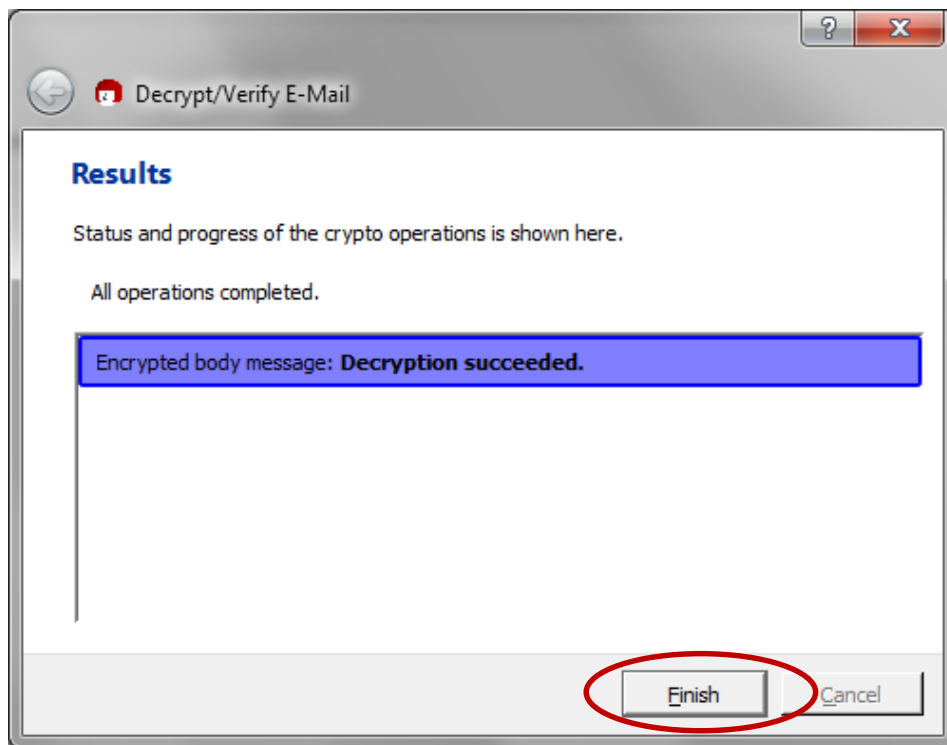 Decrypt/Verify E-Mail
Results
Status and progress of the crypto operations is shown here.
All operations completed.
Encrypted body message: Decryption succeeded.
Finish
Cancel